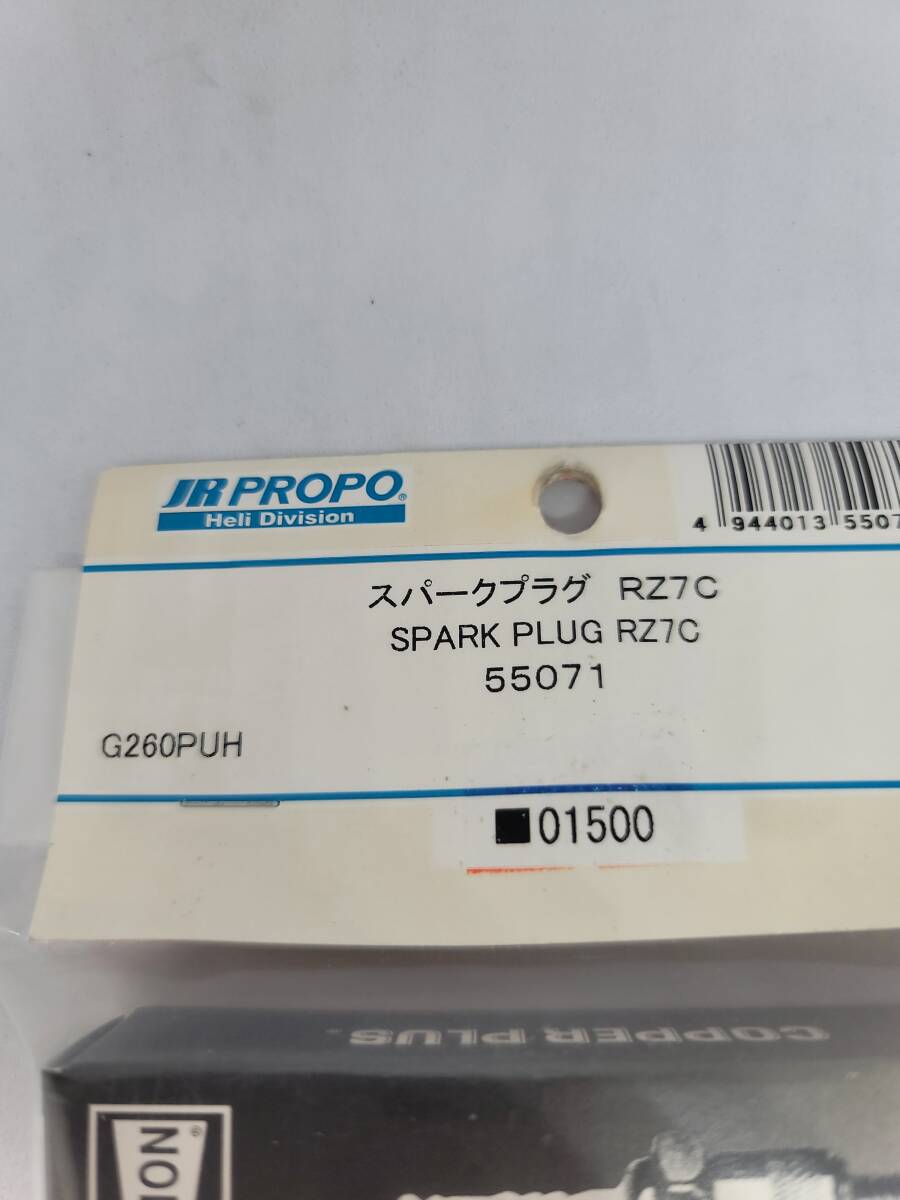 JR PROPO®
Heli Division
4 944013 5507
スパークプラグ RZ7C
SPARK PLUG RZ7C
55071
G260PUH
■01500
COPPER PLUS.